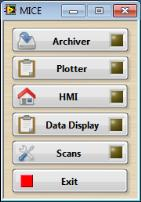 MICE
Archiver
Plotter
HMI
Data Display
Scans
Exit